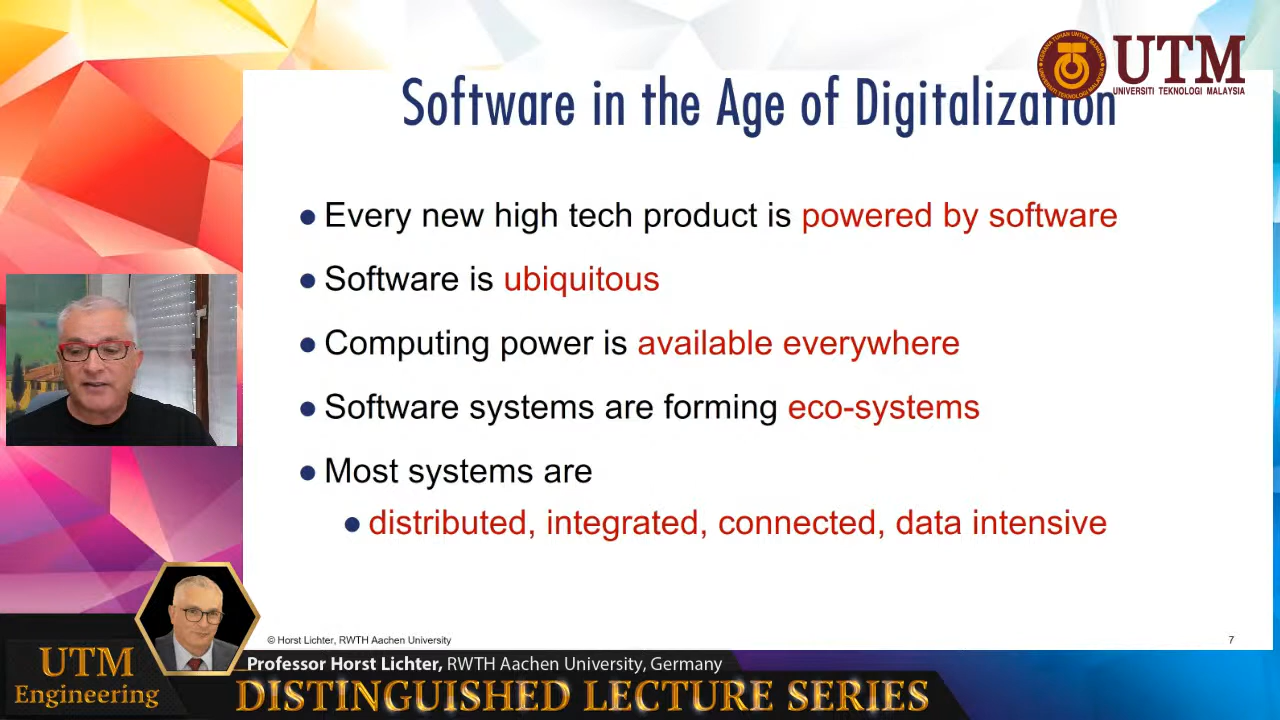 UTM
UNIVERSITI TEKNOLOGI MALAYSIA
Software in the Age of Digitalization
● Every new high tech product is powered by software
● Software is ubiquitous
● Computing power is available everywhere
● Software systems are forming eco-systems
● Most systems are
● distributed, integrated, connected, data intensive
© Horst Lichter, RWTH Aachen University
7
UTM
Engineering
Professor Horst Lichter, RWTH Aachen University, Germany
DISTINGUISHED LECTURE SERIES